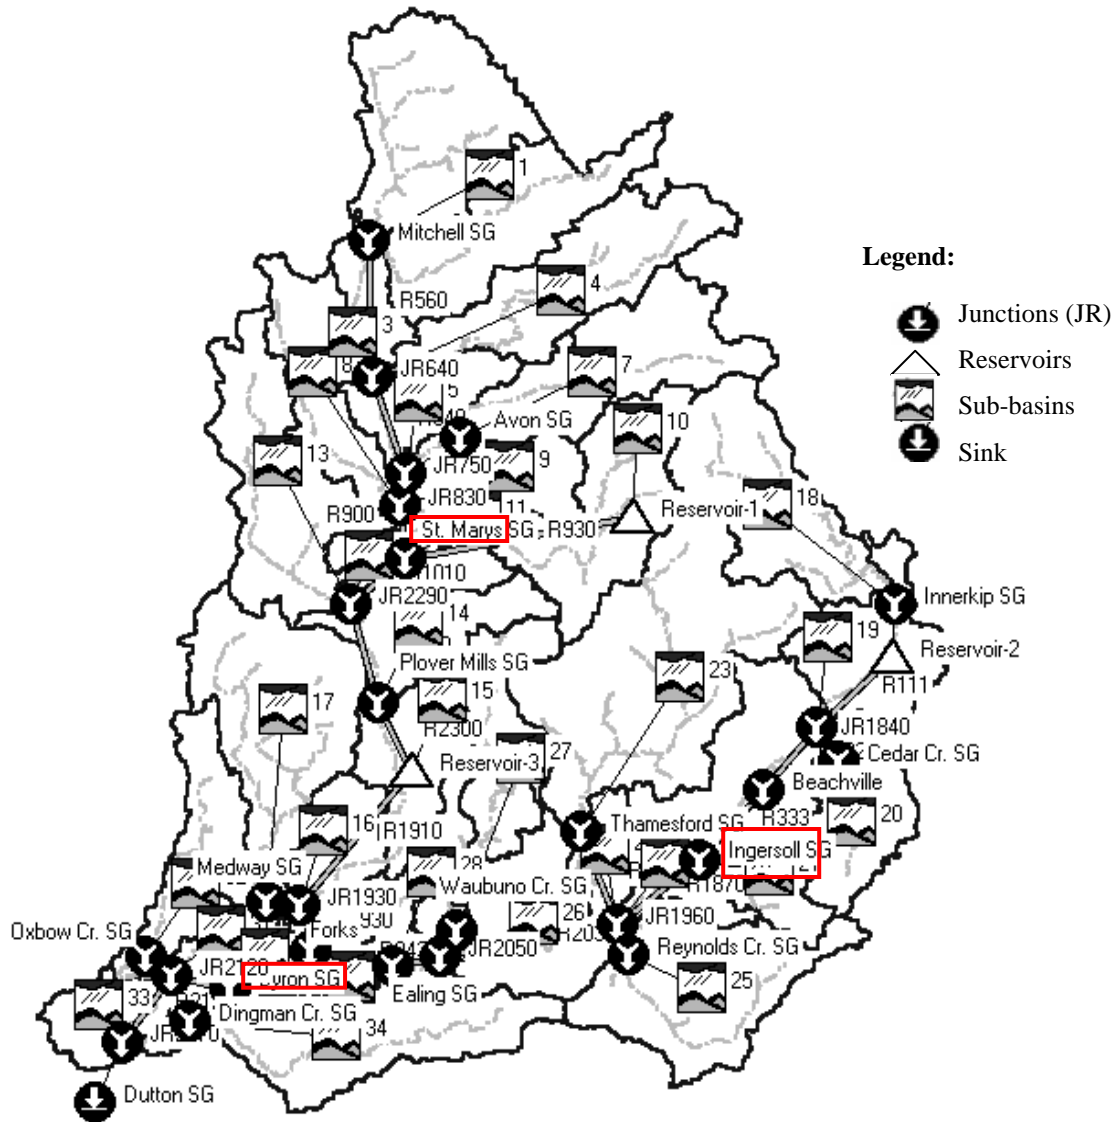 1
Mitchell SG
Legend:
4
R560
3
Junctions (JR)
Reservoirs
8
JR640
7
5
Sub-basins
Avon SG
10
Sink
13
9
JR750
18
JR830
R900
Reservoir-1
St. Marys SG
R930
JR2290
Innerkip SG
14
19
Reservoir-2
Plover Mills SG
23
R111
17
15
R2300
JR1840
27
Cedar Cr. SG
Reservoir-3
Beachville
20
R333
16
JR1910
Thamesford SG
Ingersoll SG
Medway SG
28
Waubuno Cr. SG
R1870
JR1930
26
JR1960
Oxbow Cr. SG
Forks
JR2050
Reynolds Cr. SG
JR2120
Byron SG
25
Ealing SG
33
Dingman Cr. SG
34
Dutton SG